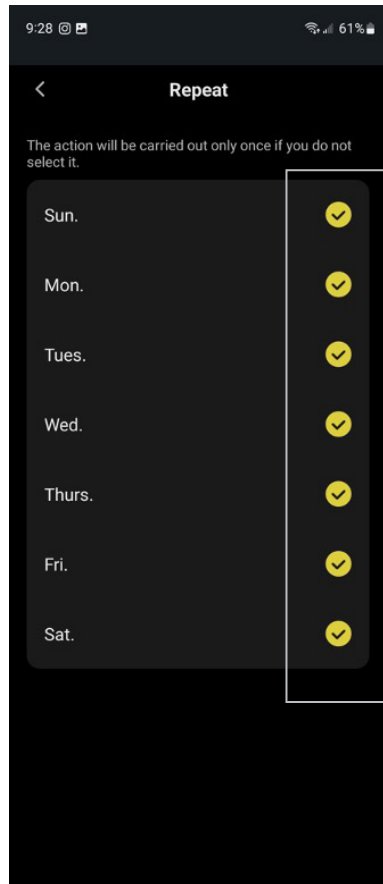 9:28 61%
Repeat
The action will be carried out only once if you do not
select it.
Sun.
Mon.
Tues.
Wed.
Thurs.
Fri.
Sat.